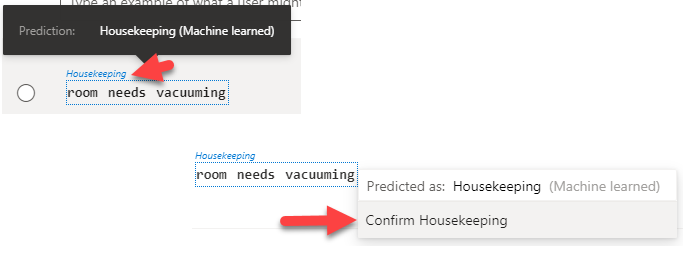 Type an example of what a user might
Prediction: Housekeeping (Machine learned)
Housekeeping
room needs vacuuming
Housekeeping
room needs vacuuming
Predicted as: Housekeeping (Machine learned)
Confirm Housekeeping